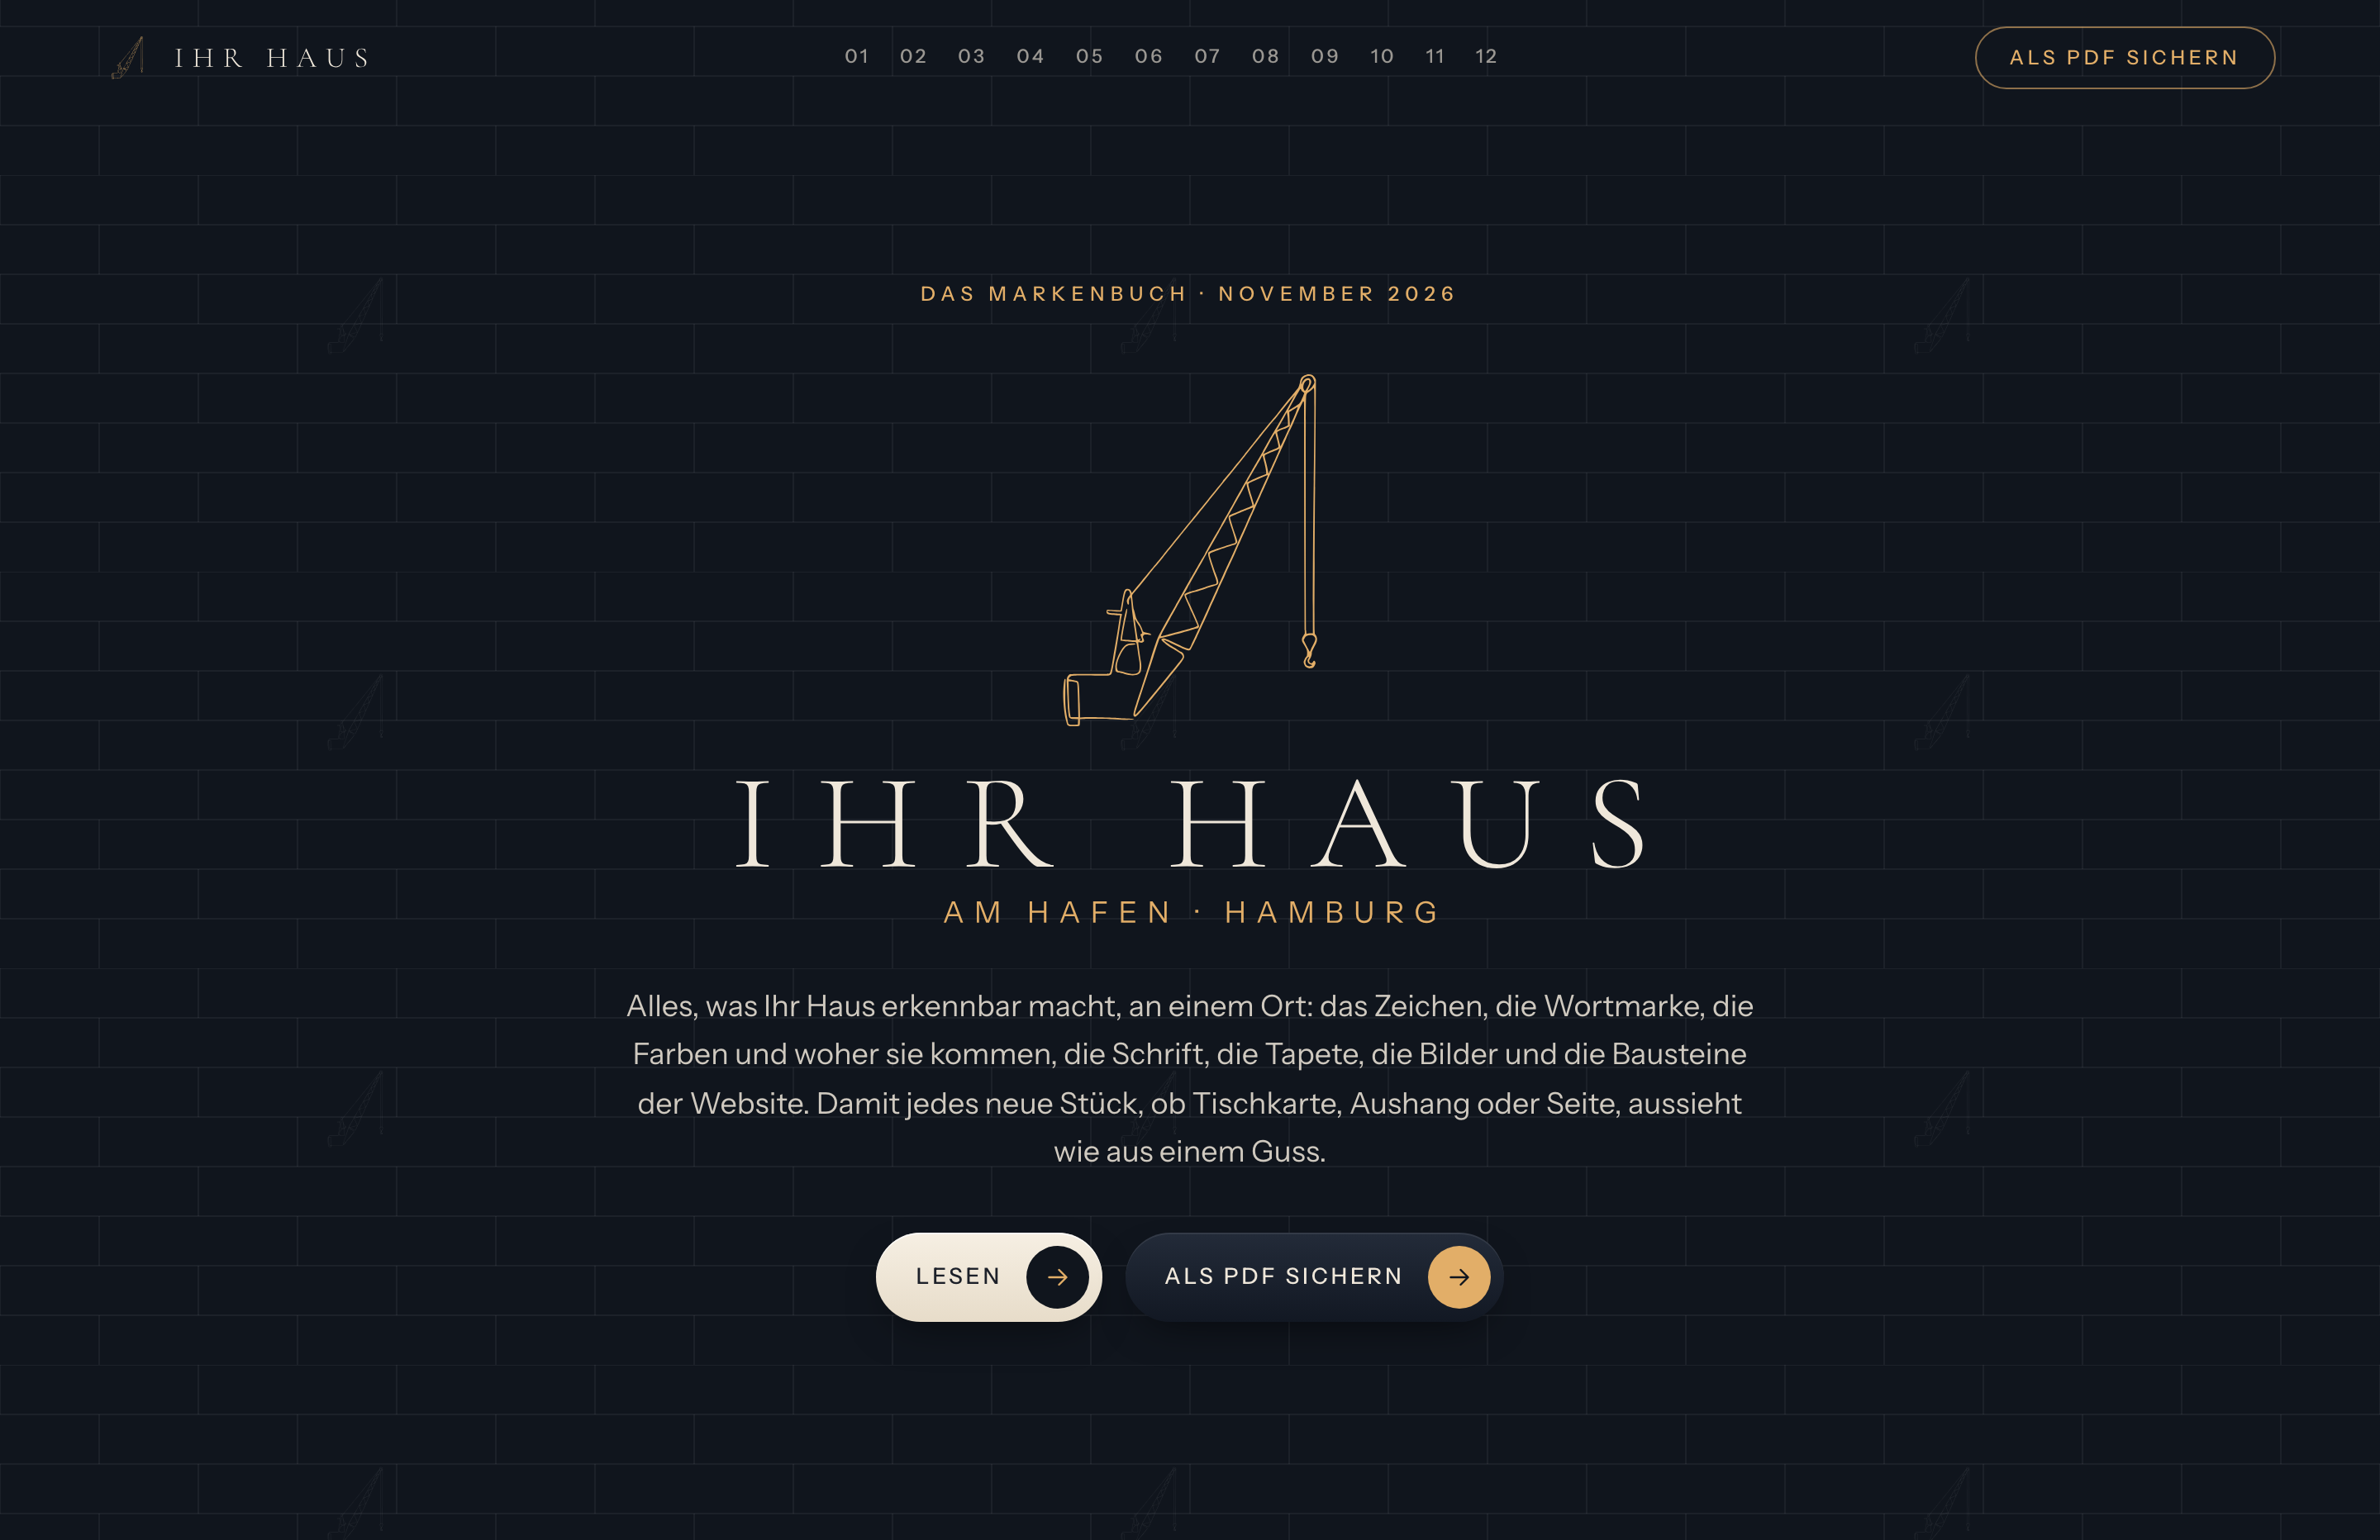 IHR HAUS
01 02 03 04 05 06 07 08 09 10 11 12
ALS PDF SICHERN
DAS MARKENBUCH · NOVEMBER 2026
IHR HAUS
AM HAFEN · HAMBURG
Alles, was Ihr Haus erkennbar macht, an einem Ort: das Zeichen, die Wortmarke, die
Farben und woher sie kommen, die Schrift, die Tapete, die Bilder und die Bausteine
der Website. Damit jedes neue Stück, ob Tischkarte, Aushang oder Seite, aussieht
wie aus einem Guss.
LESEN
ALS PDF SICHERN